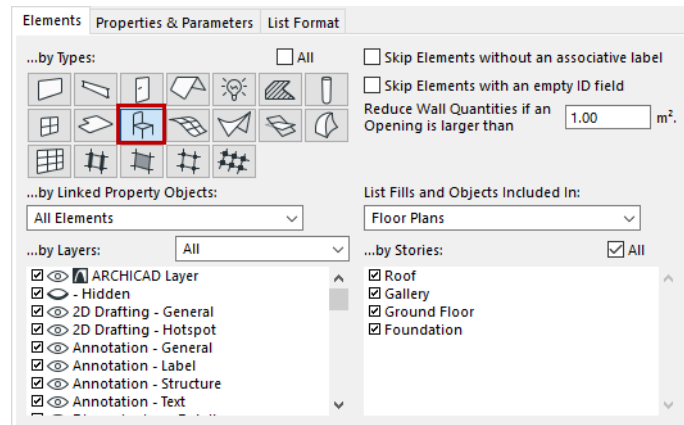 Elements Properties & Parameters List Format
...by Types: All
Skip Elements without an associative label
Skip Elements with an empty ID field
Reduce Wall Quantities if an
Opening is larger than 1.00 m².
...by Linked Property Objects:
All Elements
List Fills and Objects Included In:
Floor Plans
...by Layers: All
ARCHICAD Layer
- Hidden
2D Drafting - General
2D Drafting - Hotspot
Annotation - General
Annotation - Label
Annotation - Structure
Annotation - Text
...by Stories: All
Roof
Gallery
Ground Floor
Foundation